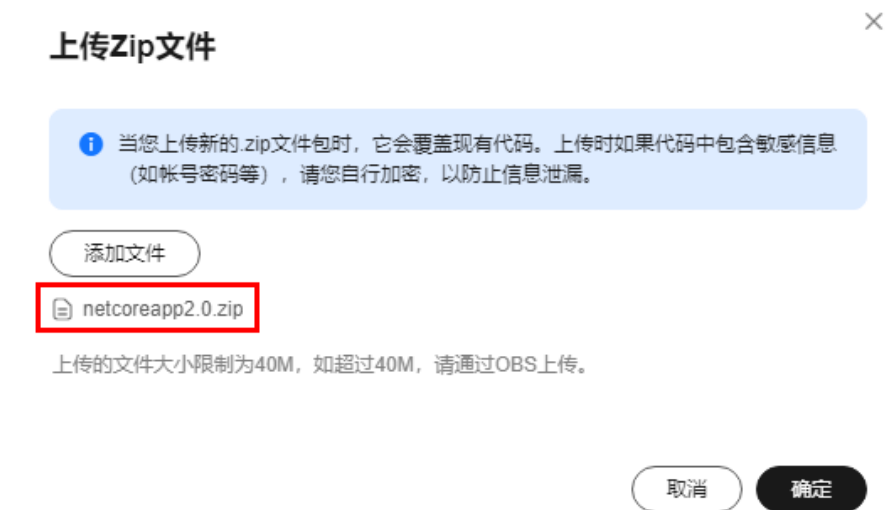 上传Zip文件
当您上传新的.zip文件包时，它会覆盖现有代码。上传时如果代码中包含敏感信息
（如帐号密码等），请您自行加密，以防止信息泄漏。
添加文件
netcoreapp2.0.zip
上传的文件大小限制为40M，如超过40M，请通过OBS上传。
取消
确定